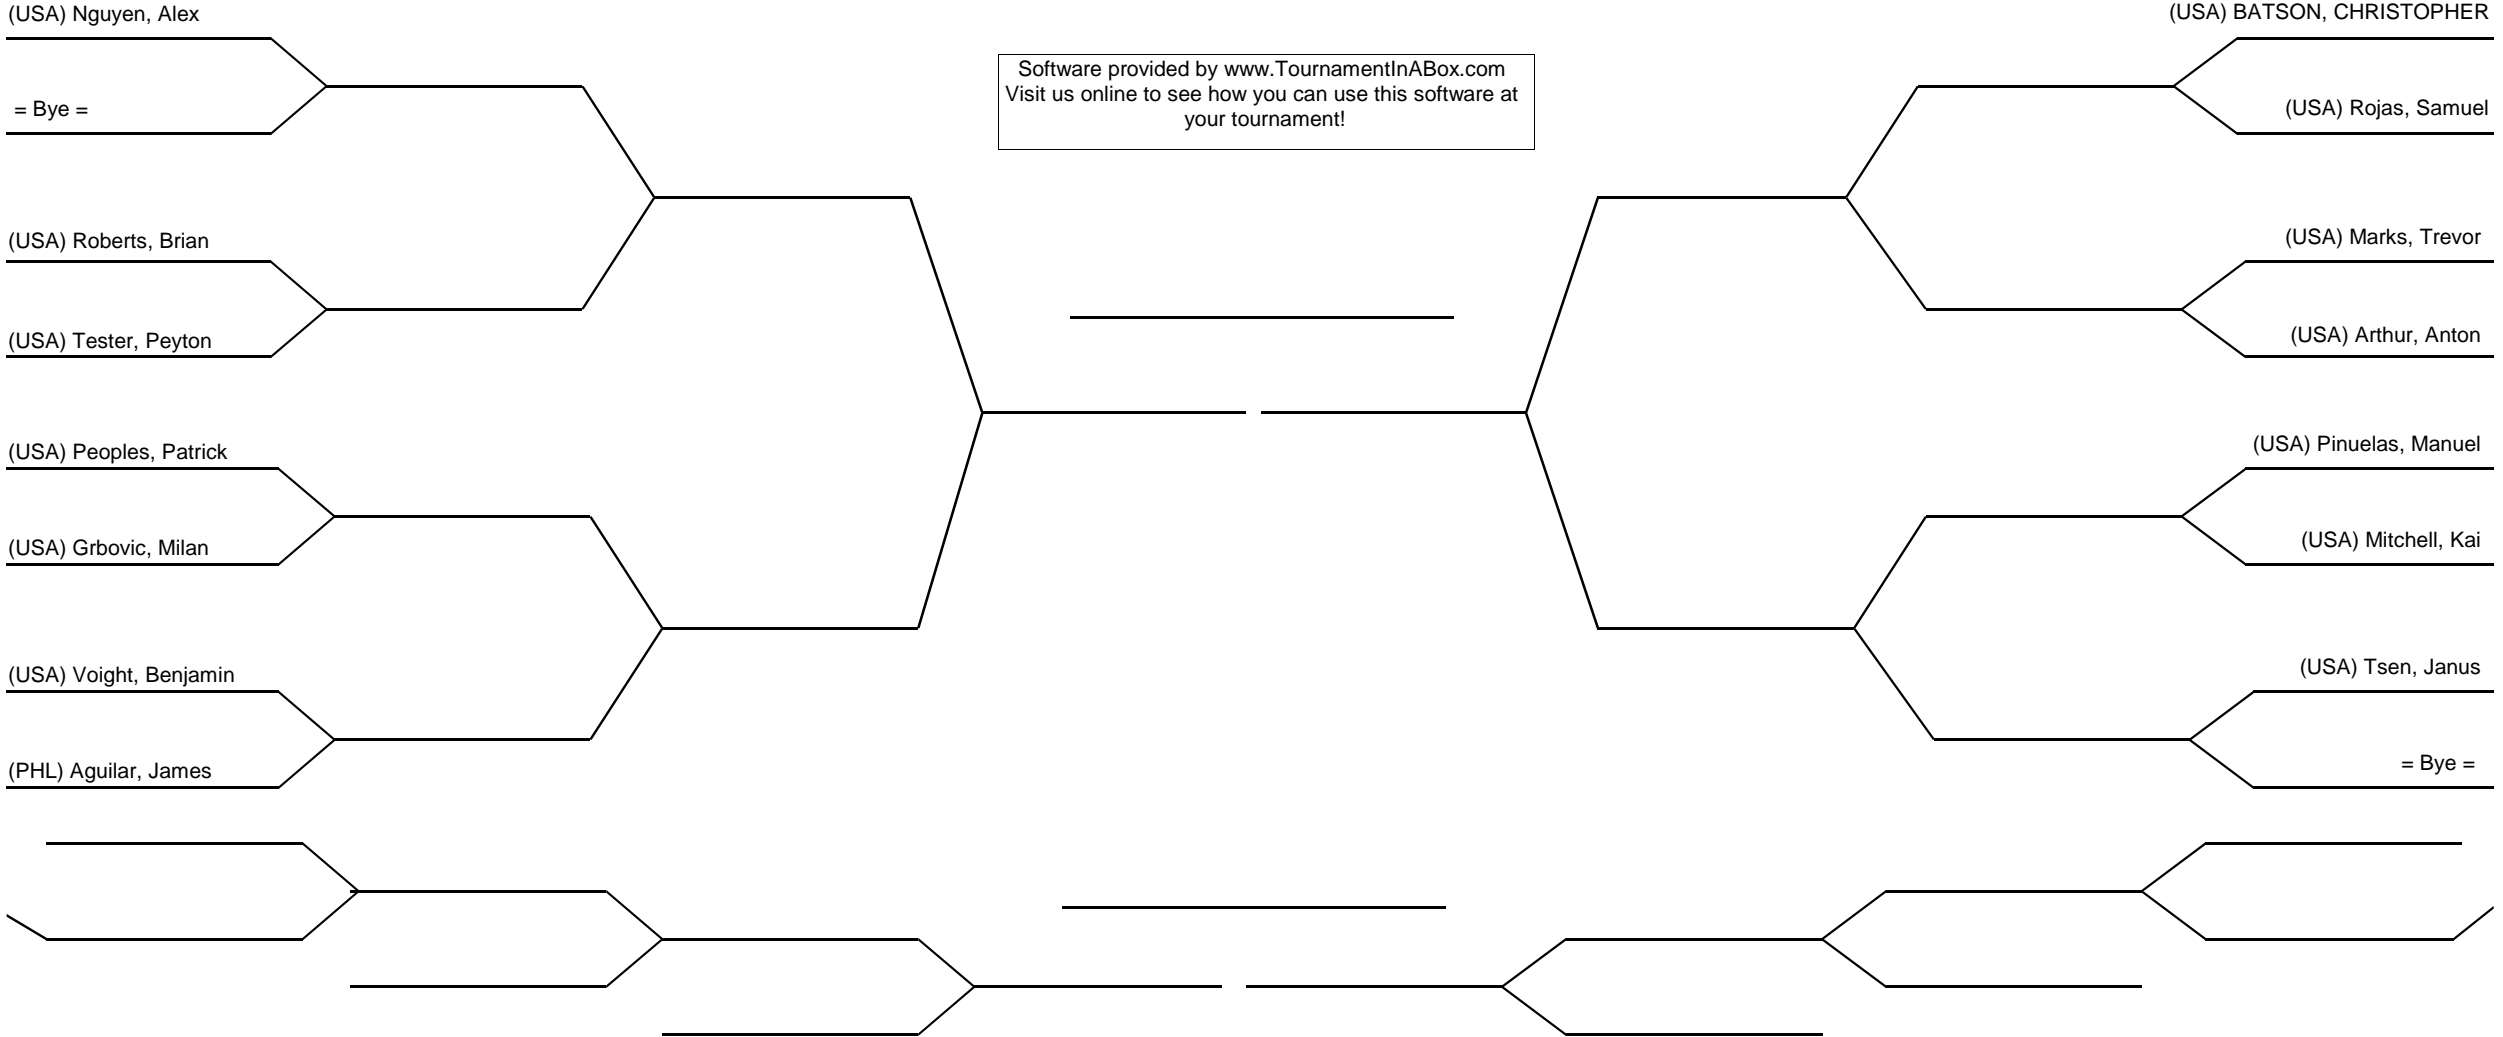 (USA) Nguyen, Alex
= Bye =
(USA) Roberts, Brian
(USA) Tester, Peyton
(USA) Peoples, Patrick
(USA) Grbovic, Milan
(USA) Voight, Benjamin
(PHL) Aguilar, James
Software provided by www.TournamentInABox.com
Visit us online to see how you can use this software at
your tournament!
(USA) BATSON, CHRISTOPHER
(USA) Rojas, Samuel
(USA) Marks, Trevor
(USA) Arthur, Anton
(USA) Pinuelas, Manuel
(USA) Mitchell, Kai
(USA) Tsen, Janus
= Bye =